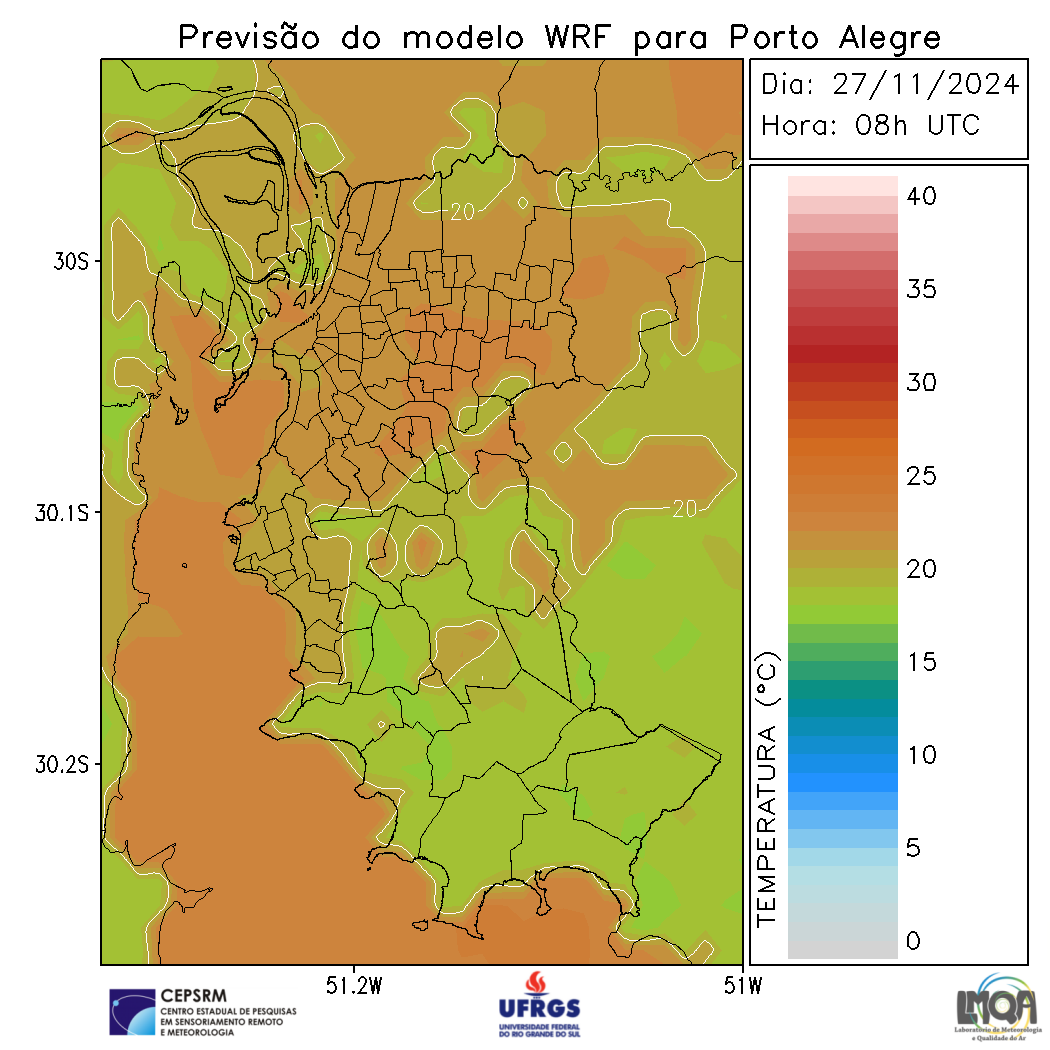 Previsão do modelo WRF para Porto Alegre
Dia: 27/11/2024
Hora: 08h UTC
30S
30.1S
30.2S
51.2W
51W
20
20
TEMPERATURA (°C)
40
35
30
25
20
15
10
5
0
CEPSRM
CENTRO ESTADUAL DE PESQUISAS
EM SENSORIAMENTO REMOTO
E METEOROLOGIA
UFRGS
UNIVERSIDADE FEDERAL
DO RIO GRANDE DO SUL
LMQA
Laboratório de Meteorologia
e Qualidade do Ar